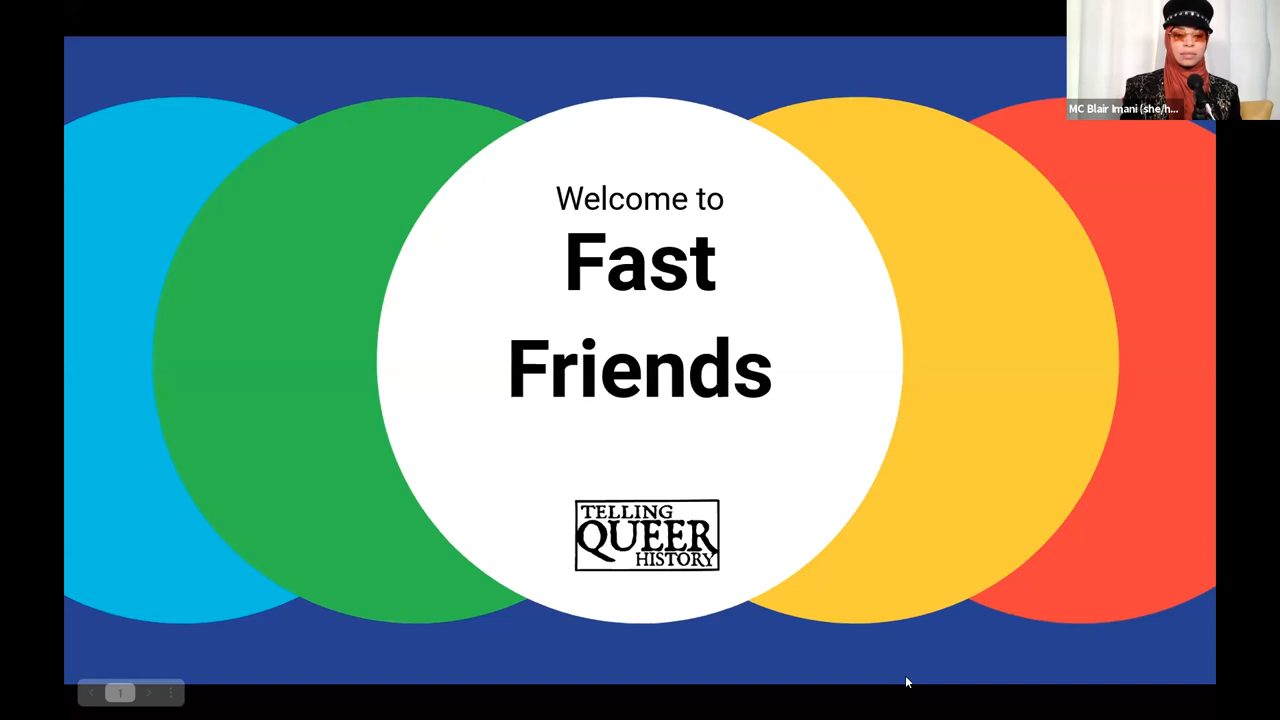 MC Blair Imani (she/h...
Welcome to
Fast
Friends
TELLING
QUEER
HISTORY
1